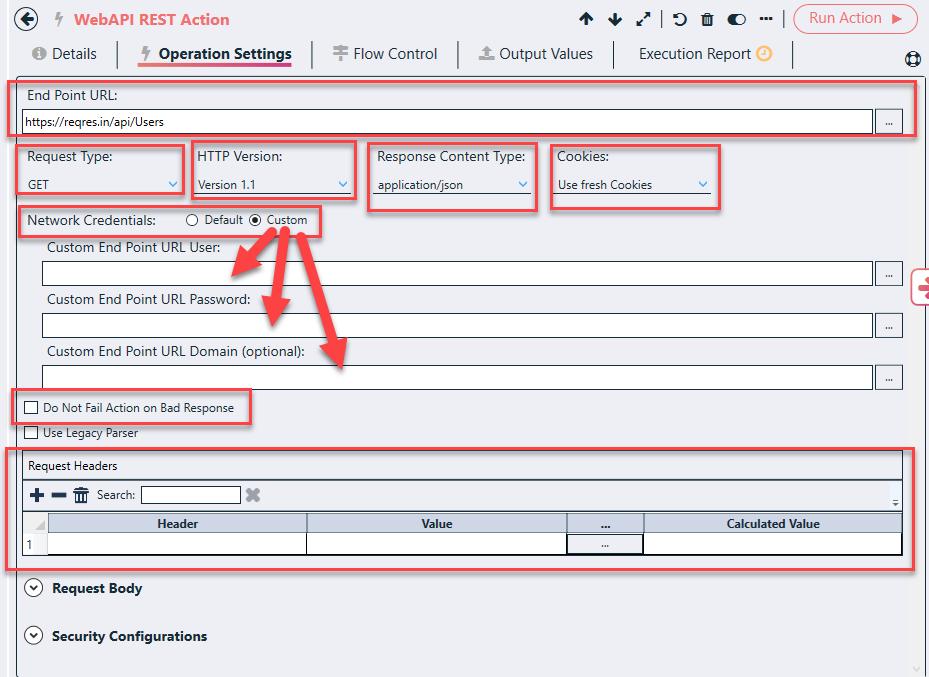 WebAPI REST Action
Run Action
Details
Operation Settings
Flow Control
Output Values
Execution Report
End Point URL:
https://reqres.in/api/Users
...
Request Type:
HTTP Version:
Response Content Type:
Cookies:
GET
Version 1.1
application/json
Use fresh Cookies
Network Credentials:
Default
Custom
Custom End Point URL User:
...
Custom End Point URL Password:
...
Custom End Point URL Domain (optional):
...
Do Not Fail Action on Bad Response
Use Legacy Parser
Request Headers
Search:
Header
Value
...
Calculated Value
1
...
Request Body
Security Configurations